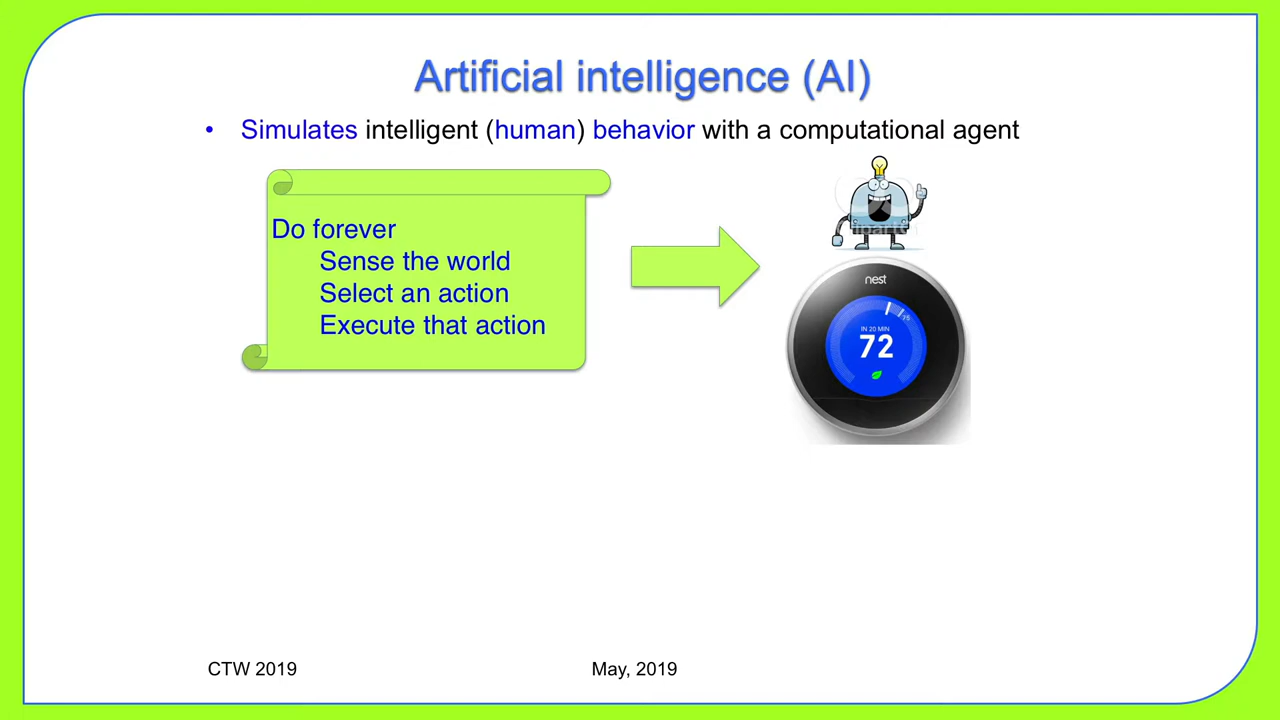 Artificial intelligence (AI)
• Simulates intelligent (human) behavior with a computational agent
Do forever
Sense the world
Select an action
Execute that action
nest
75
IN 20 MIN
72
CTW 2019
May, 2019